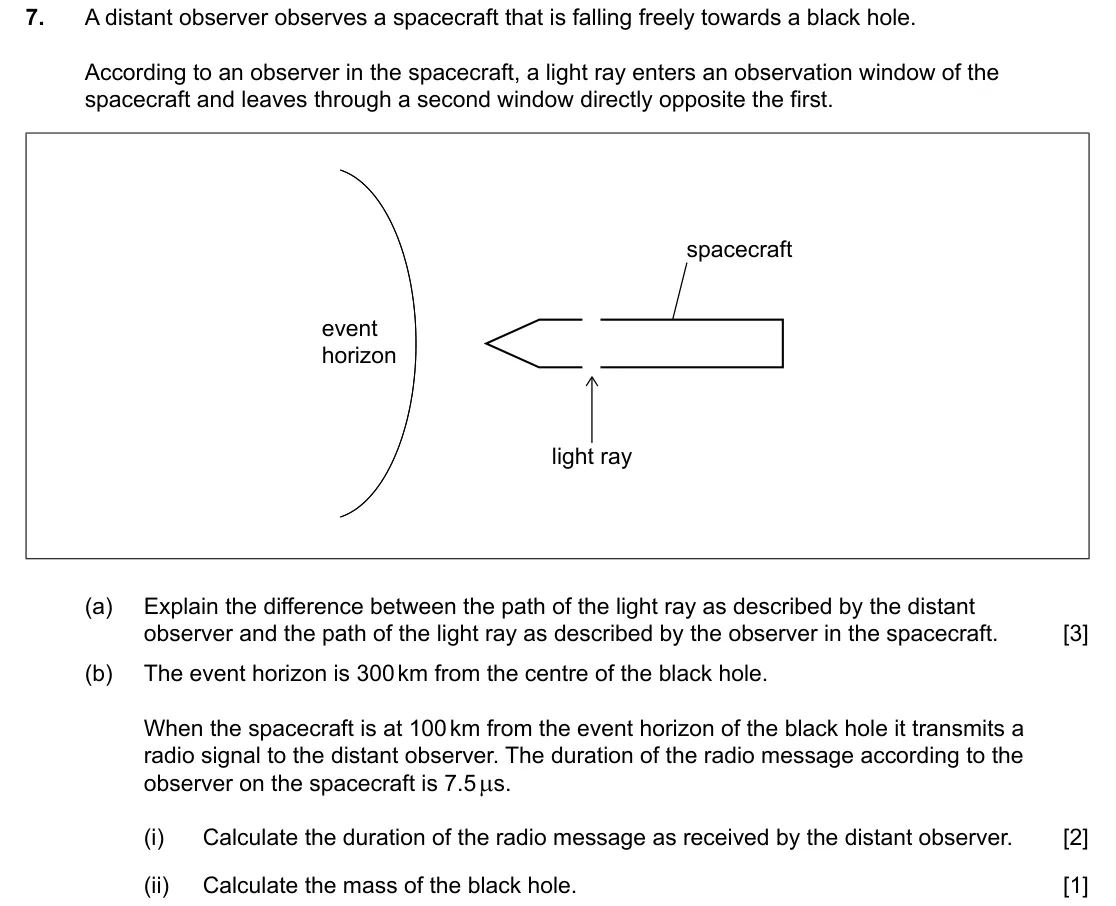 7. A distant observer observes a spacecraft that is falling freely towards a black hole.
According to an observer in the spacecraft, a light ray enters an observation window of the
spacecraft and leaves through a second window directly opposite the first.
spacecraft
event
horizon
light ray
(a) Explain the difference between the path of the light ray as described by the distant
observer and the path of the light ray as described by the observer in the spacecraft. [3]
(b) The event horizon is 300 km from the centre of the black hole.
When the spacecraft is at 100 km from the event horizon of the black hole it transmits a
radio signal to the distant observer. The duration of the radio message according to the
observer on the spacecraft is 7.5 μs.
(i) Calculate the duration of the radio message as received by the distant observer. [2]
(ii) Calculate the mass of the black hole. [1]